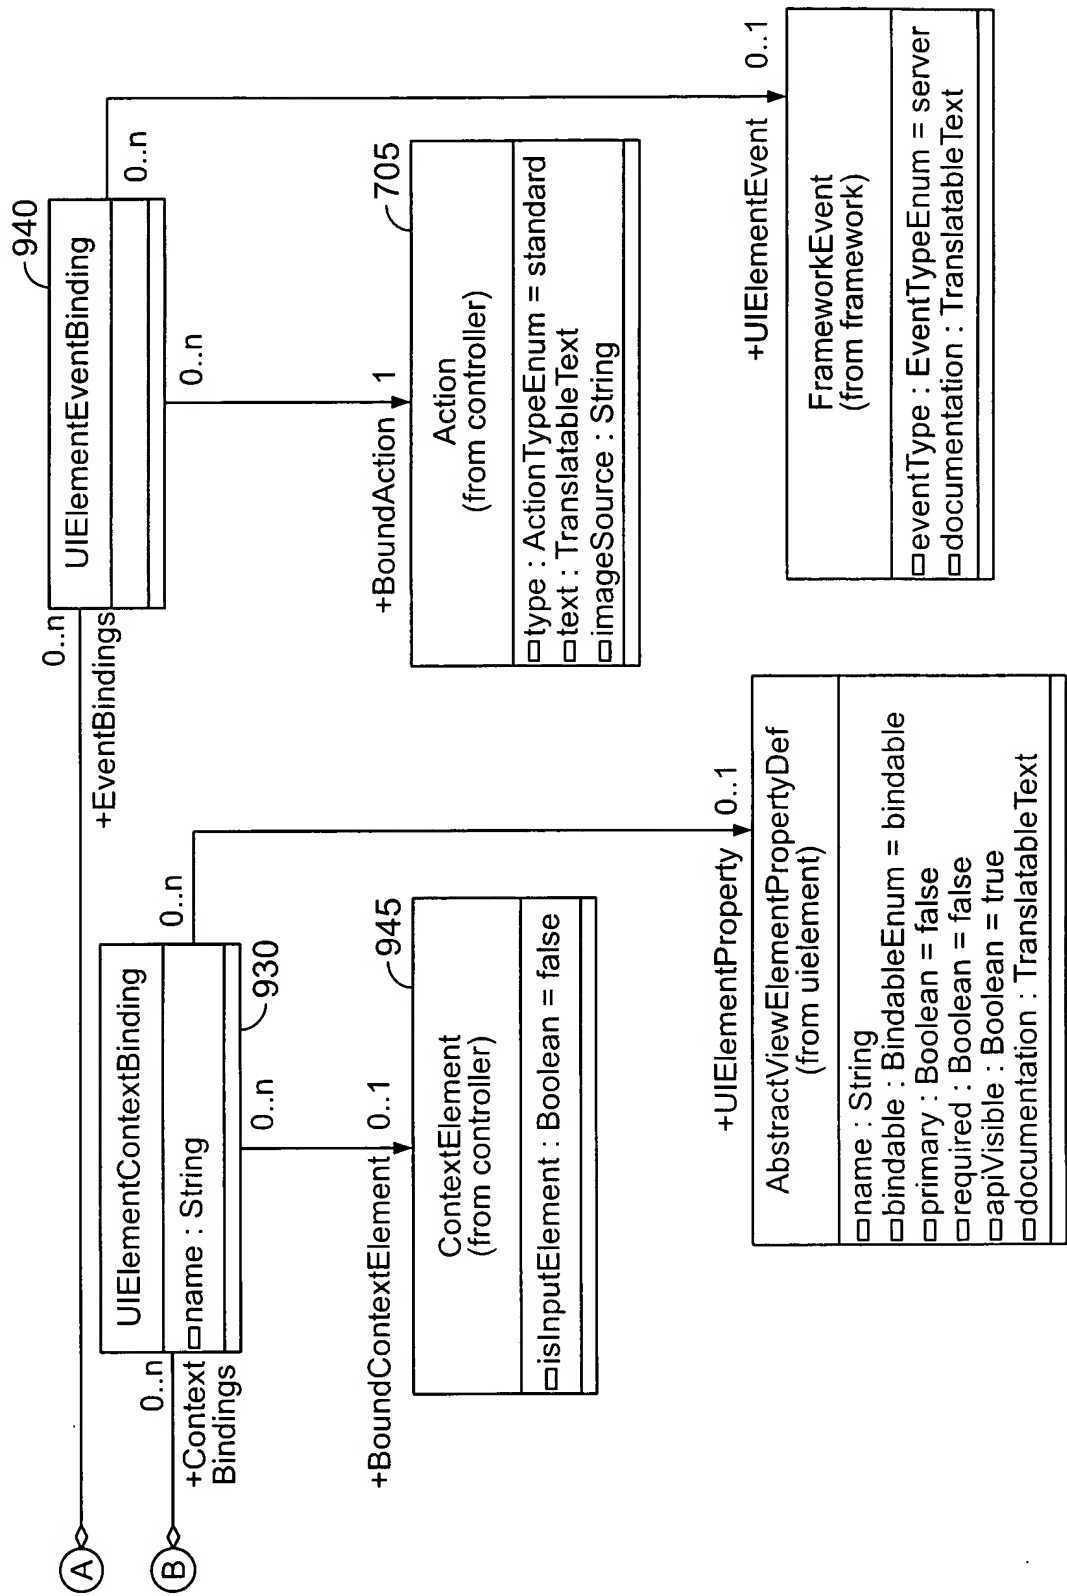 A
B
0..n
+EventBindings
UIElementEventBinding
940
0..n
0..n
0..n
+Context
Bindings
UIElementContextBinding
name : String
930
0..n
0..n
+BoundContextElement
0..1
945
ContextElement
(from controller)
isInputElement : Boolean = false
+BoundAction
1
705
Action
(from controller)
type : ActionTypeEnum = standard
text : TranslatableText
imageSource : String
+UIElementProperty
0..1
AbstractViewElementPropertyDef
(from uielement)
name : String
bindable : BindableEnum = bindable
primary : Boolean = false
required : Boolean = false
apiVisible : Boolean = true
documentation : TranslatableText
+UIElementEvent
0..1
FrameworkEvent
(from framework)
eventType : EventTypeEnum = server
documentation : TranslatableText